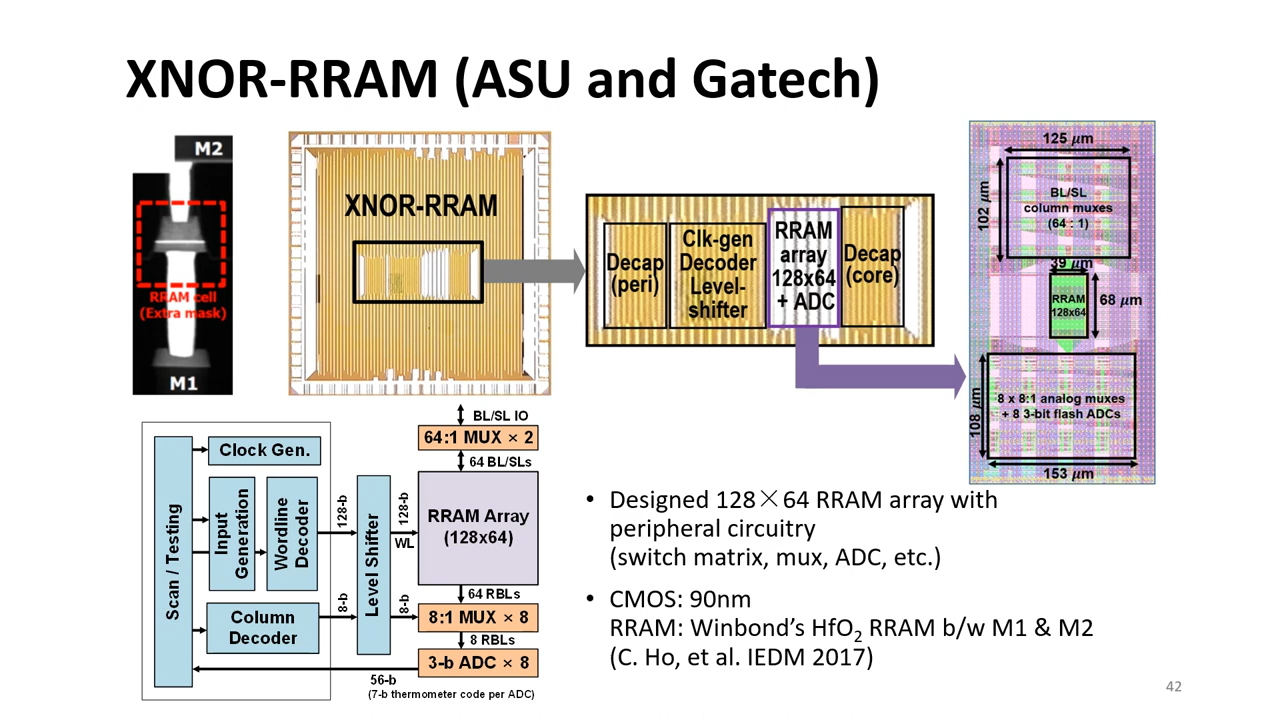 XNOR-RRAM (ASU and Gatech)
M2
RRAM cell
(Extra mask)
M1
XNOR-RRAM
Decap
(peri)
Clk-gen
Decoder
Level-
shifter
RRAM
array
128x64
+ ADC
Decap
(core)
125 μm
102 μm
BL/SL
column muxes
(64 : 1)
39 μm
RRAM
128x64
68 μm
8 x 8:1 analog muxes
+ 8 3-bit flash ADCs
108 μm
153 μm
BL/SL IO
64:1 MUX × 2
64 BL/SLs
Scan / Testing
Clock Gen.
Input
Generation
Wordline
Decoder
128-b
Level Shifter
128-b
WL
RRAM Array
(128x64)
64 RBLs
Column
Decoder
8-b
8-b
8:1 MUX × 8
8 RBLs
3-b ADC × 8
56-b
(7-b thermometer code per ADC)
• Designed 128×64 RRAM array with
peripheral circuitry
(switch matrix, mux, ADC, etc.)
• CMOS: 90nm
RRAM: Winbond’s HfO2 RRAM b/w M1 & M2
(C. Ho, et al. IEDM 2017)
42